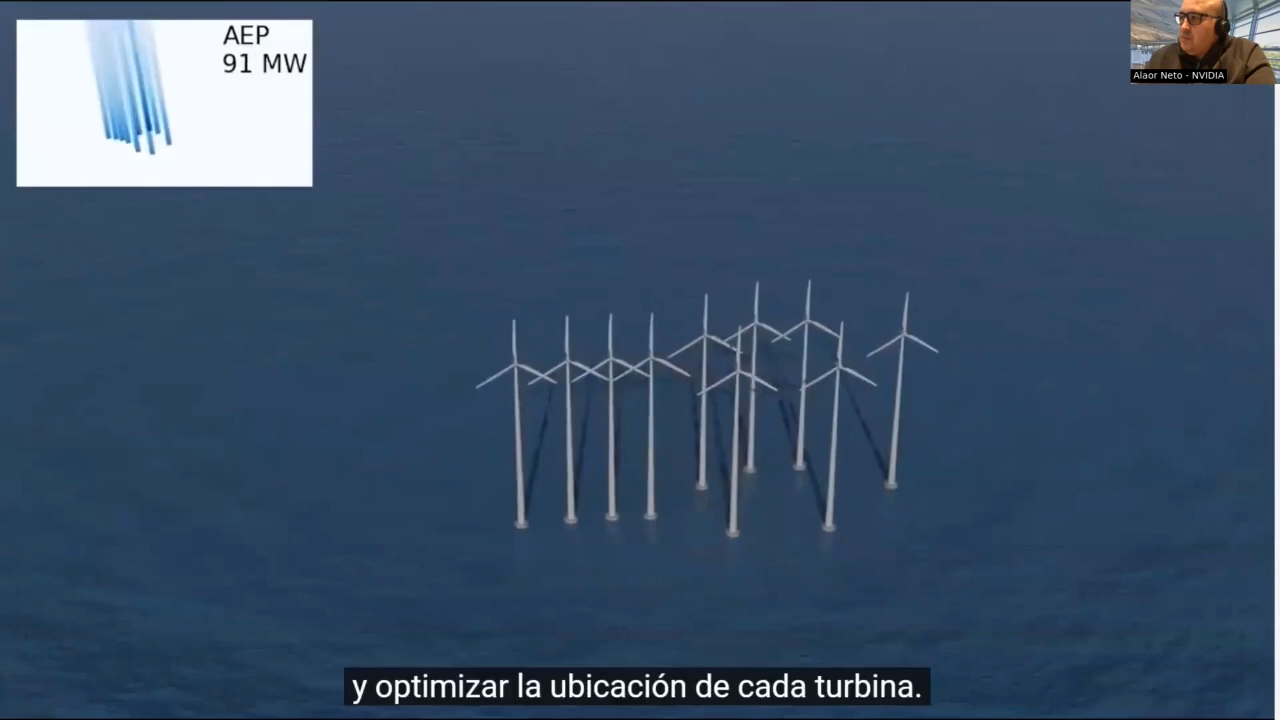 AEP
91 MW
Alaor Neto - NVIDIA
y optimizar la ubicación de cada turbina.